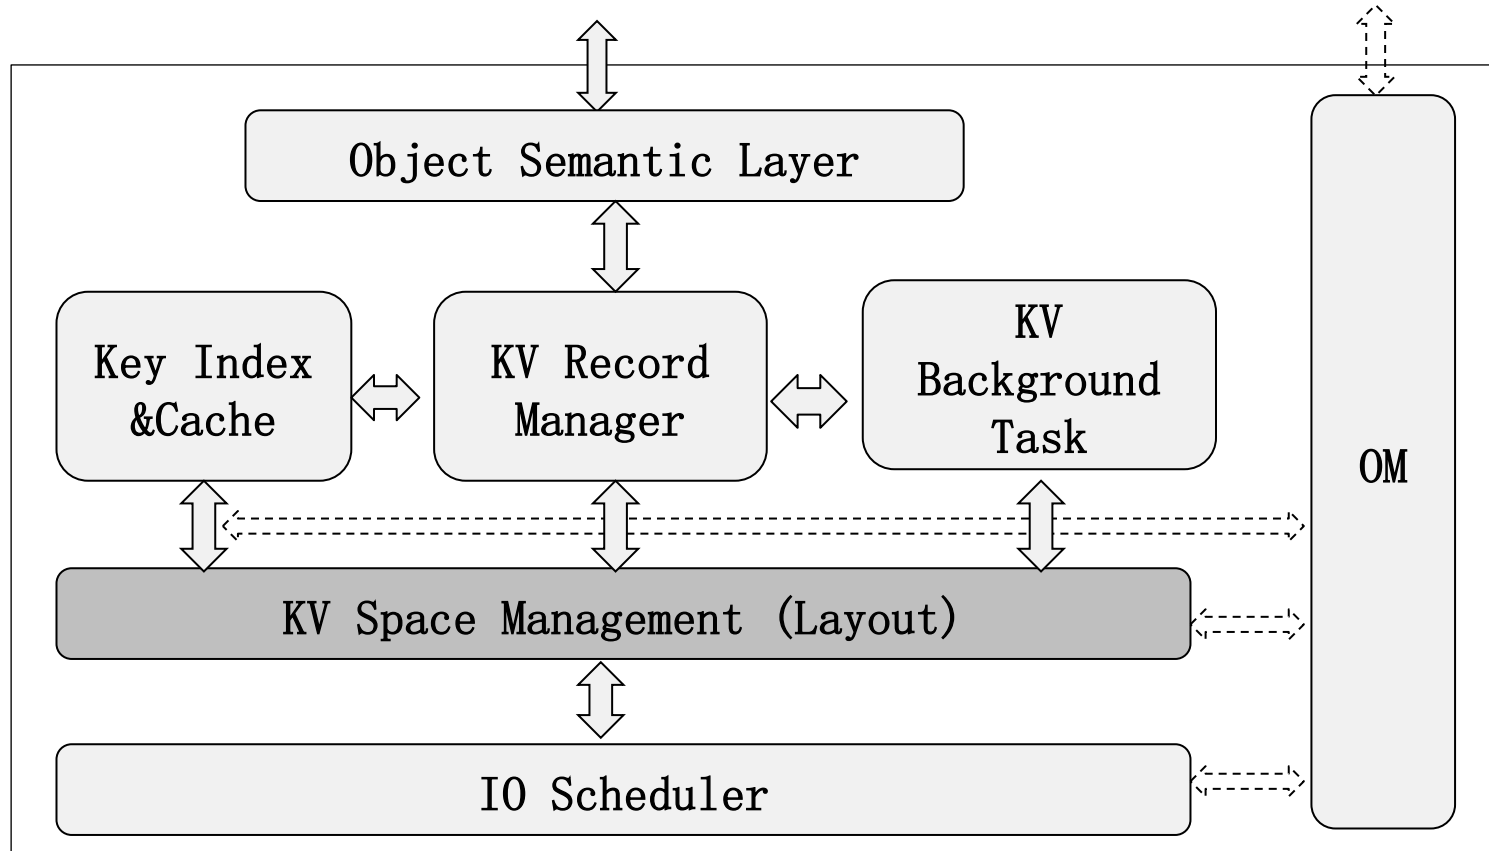 Object Semantic Layer
Key Index
&Cache
KV Record
Manager
KV
Background
Task
OM
KV Space Management (Layout)
IO Scheduler